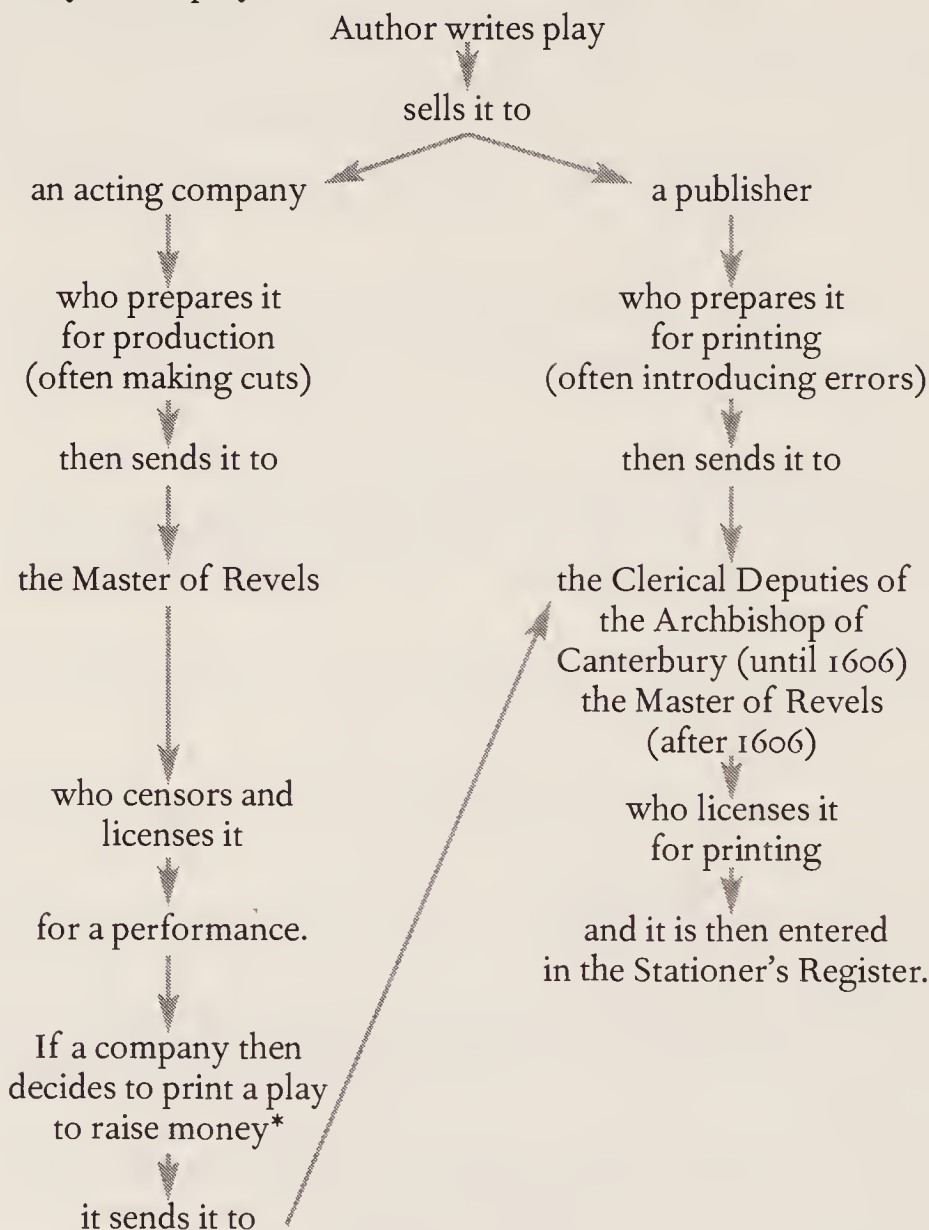 Author writes play
sells it to
an acting company
who prepares it
for production
(often making cuts)
then sends it to
the Master of Revels
who censors and
licenses it
for a performance.
If a company then
decides to print a play
to raise money*
it sends it to
a publisher
who prepares it
for printing
(often introducing errors)
then sends it to
the Clerical Deputies of
the Archbishop of
Canterbury (until 1606)
the Master of Revels
(after 1606)
who licenses it
for printing
and it is then entered
in the Stationer's Register.